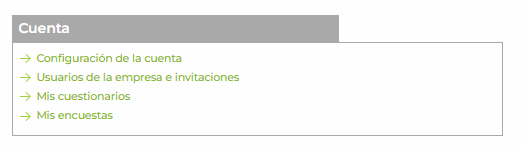 Cuenta
Configuración de la cuenta
Usuarios de la empresa e invitaciones
Mis cuestionarios
Mis encuestas